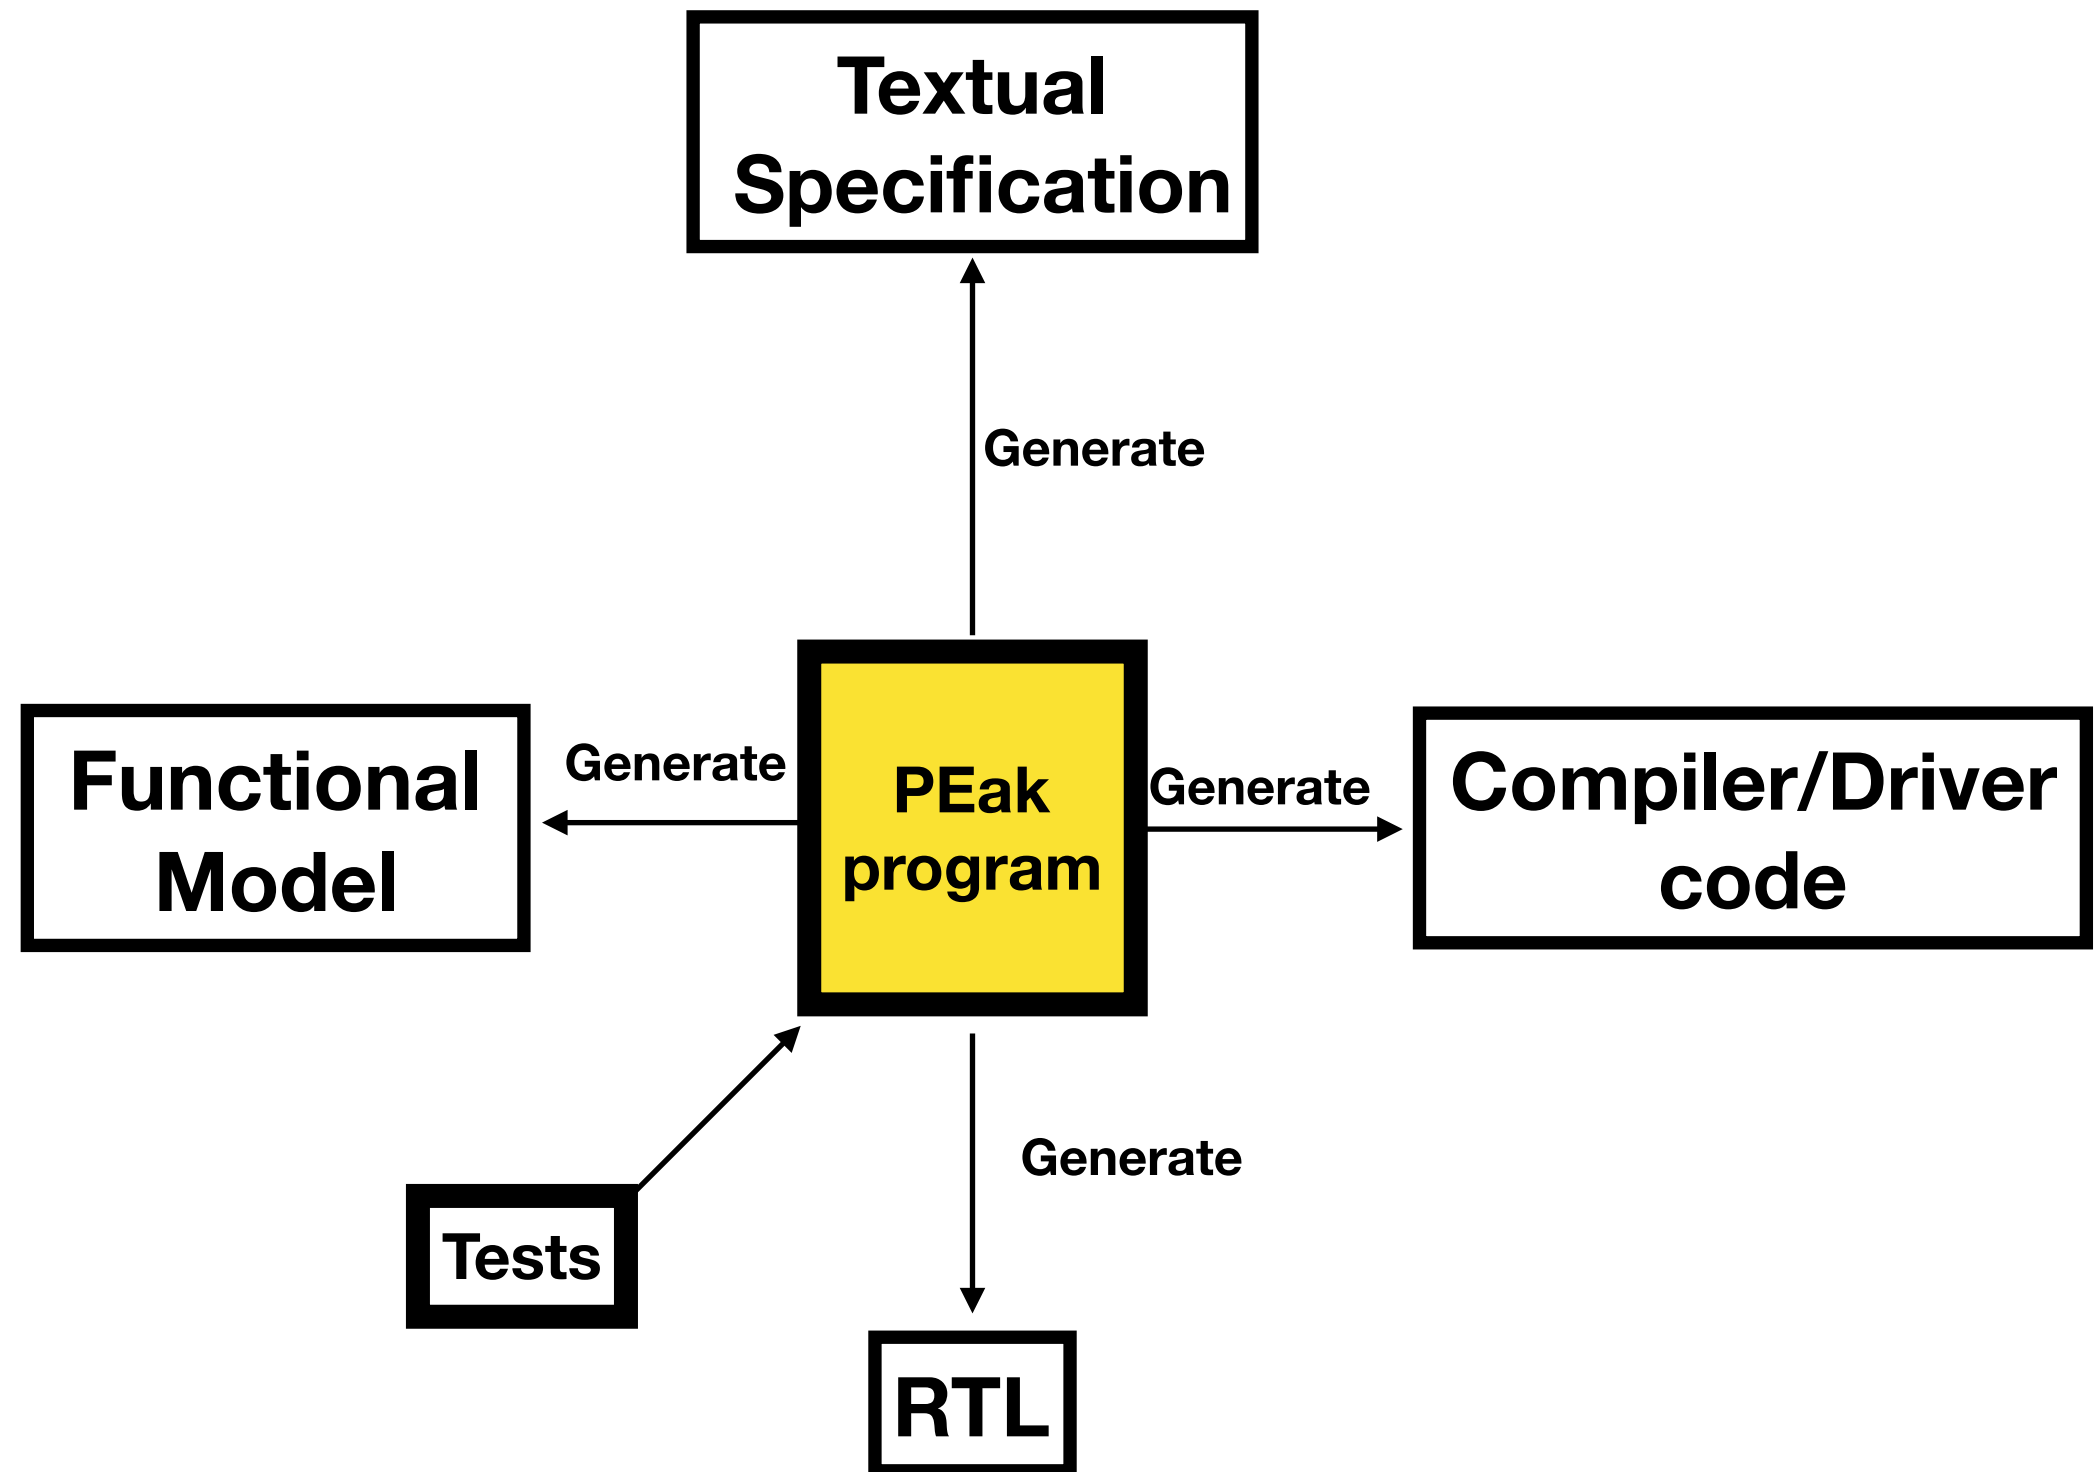 Textual
Specification
Generate
Functional
Model
Generate
PEak
program
Generate
Compiler/Driver
code
Tests
Generate
RTL